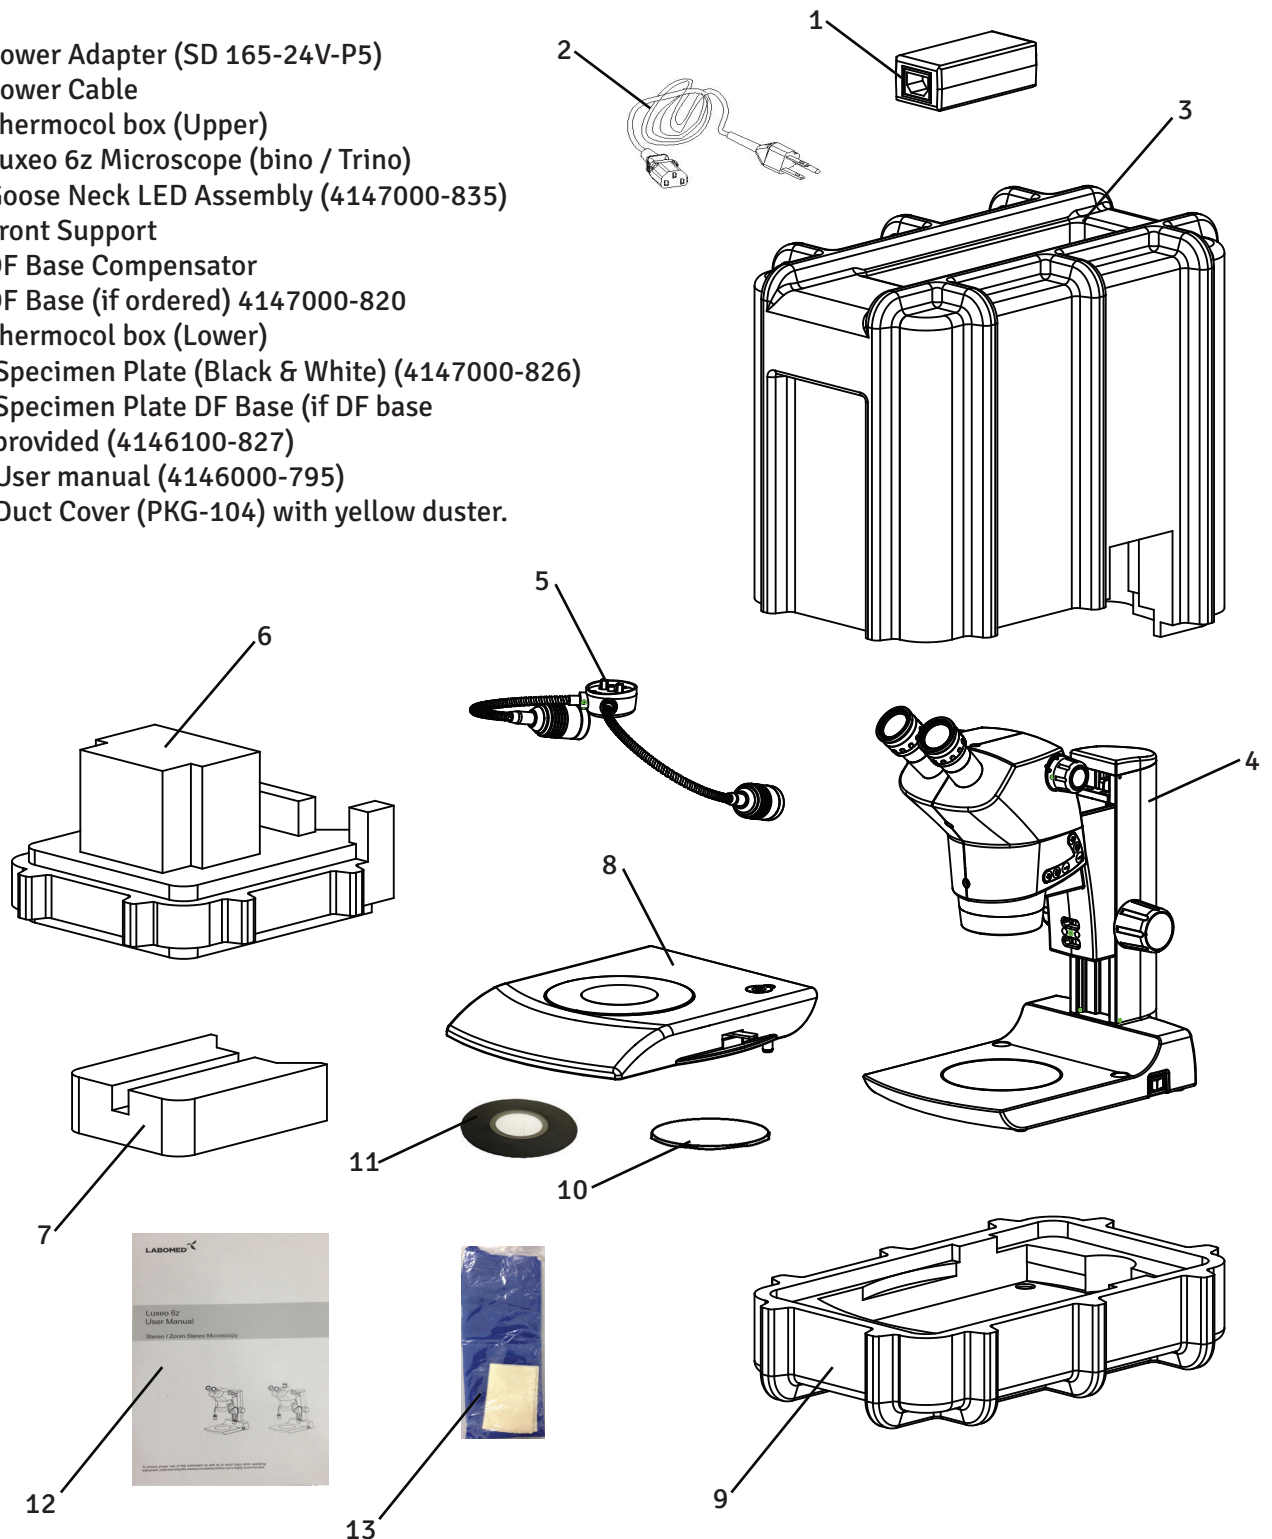 ower Adapter (SD 165-24V-P5)
ower Cable
hermocol box (Upper)
uxeo 6z Microscope (bino / Trino)
oose Neck LED Assembly (4147000-835)
ront Support
F Base Compensator
F Base (if ordered) 4147000-820
hermocol box (Lower)
Specimen Plate (Black & White) (4147000-826)
Specimen Plate DF Base (if DF base
provided (4146100-827)
User manual (4146000-795)
Duct Cover (PKG-104) with yellow duster.
1
2
3
5
6
4
8
11
10
7
LABOMED
Luxeo 6z
User Manual
Stereo / Zoom Stereo Microscopy
12
13
9